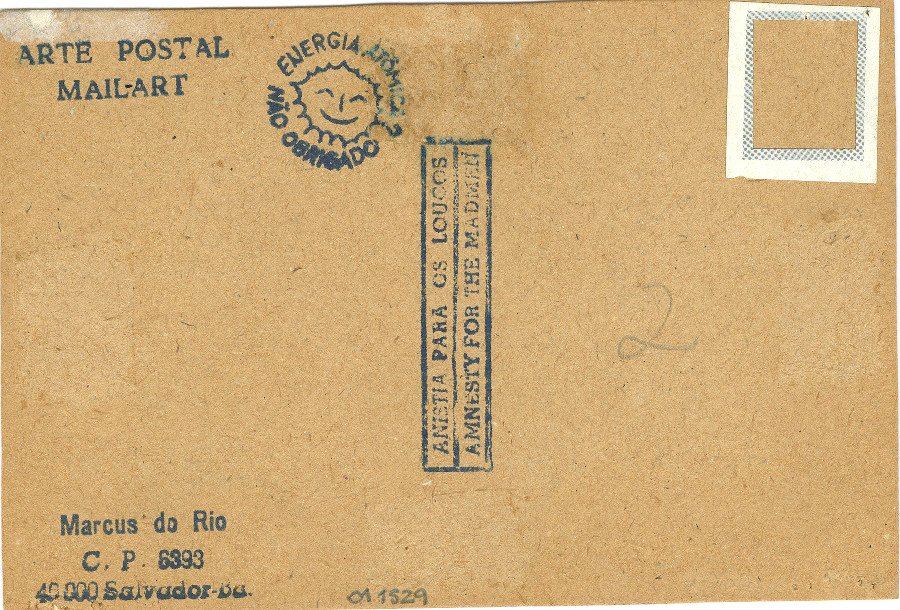 ARTE POSTAL
MAIL-ART
ENERGIA ATÔMICA?
NÃO OBRIGADO
ANISTIA PARA OS LOUCOS
AMNESTY FOR THE MADMEN
2
Marcus do Rio
C. P. 6393
40.000 Salvador-Ba.
011529